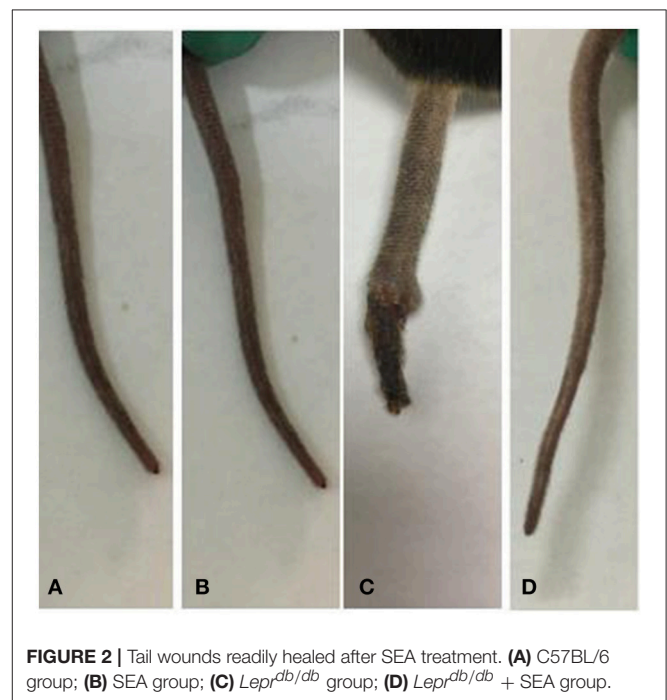 A
B
C
D
FIGURE 2 | Tail wounds readily healed after SEA treatment. (A) C57BL/6
group; (B) SEA group; (C) Lepr^db/db group; (D) Lepr^db/db + SEA group.